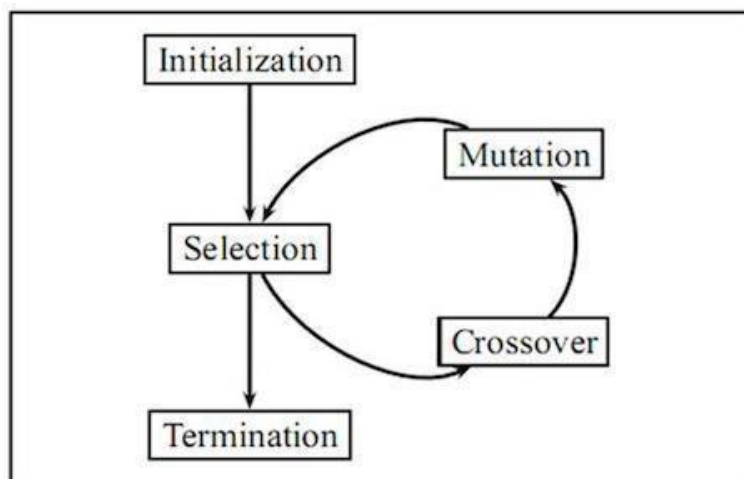 Initialization
Mutation
Selection
Crossover
Termination